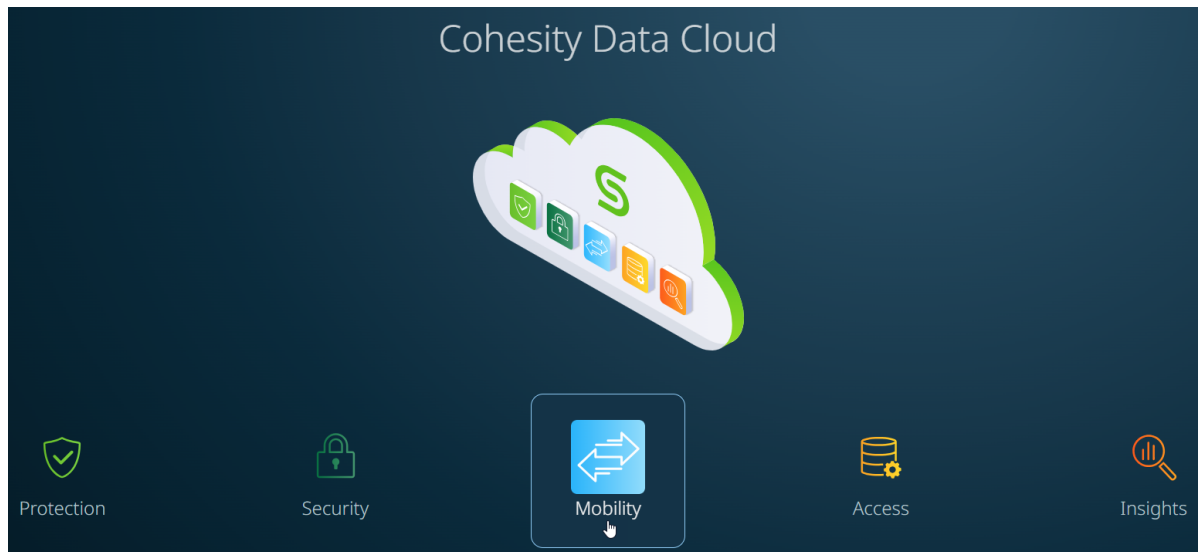 Cohesity Data Cloud
Protection
Security
Mobility
Access
Insights